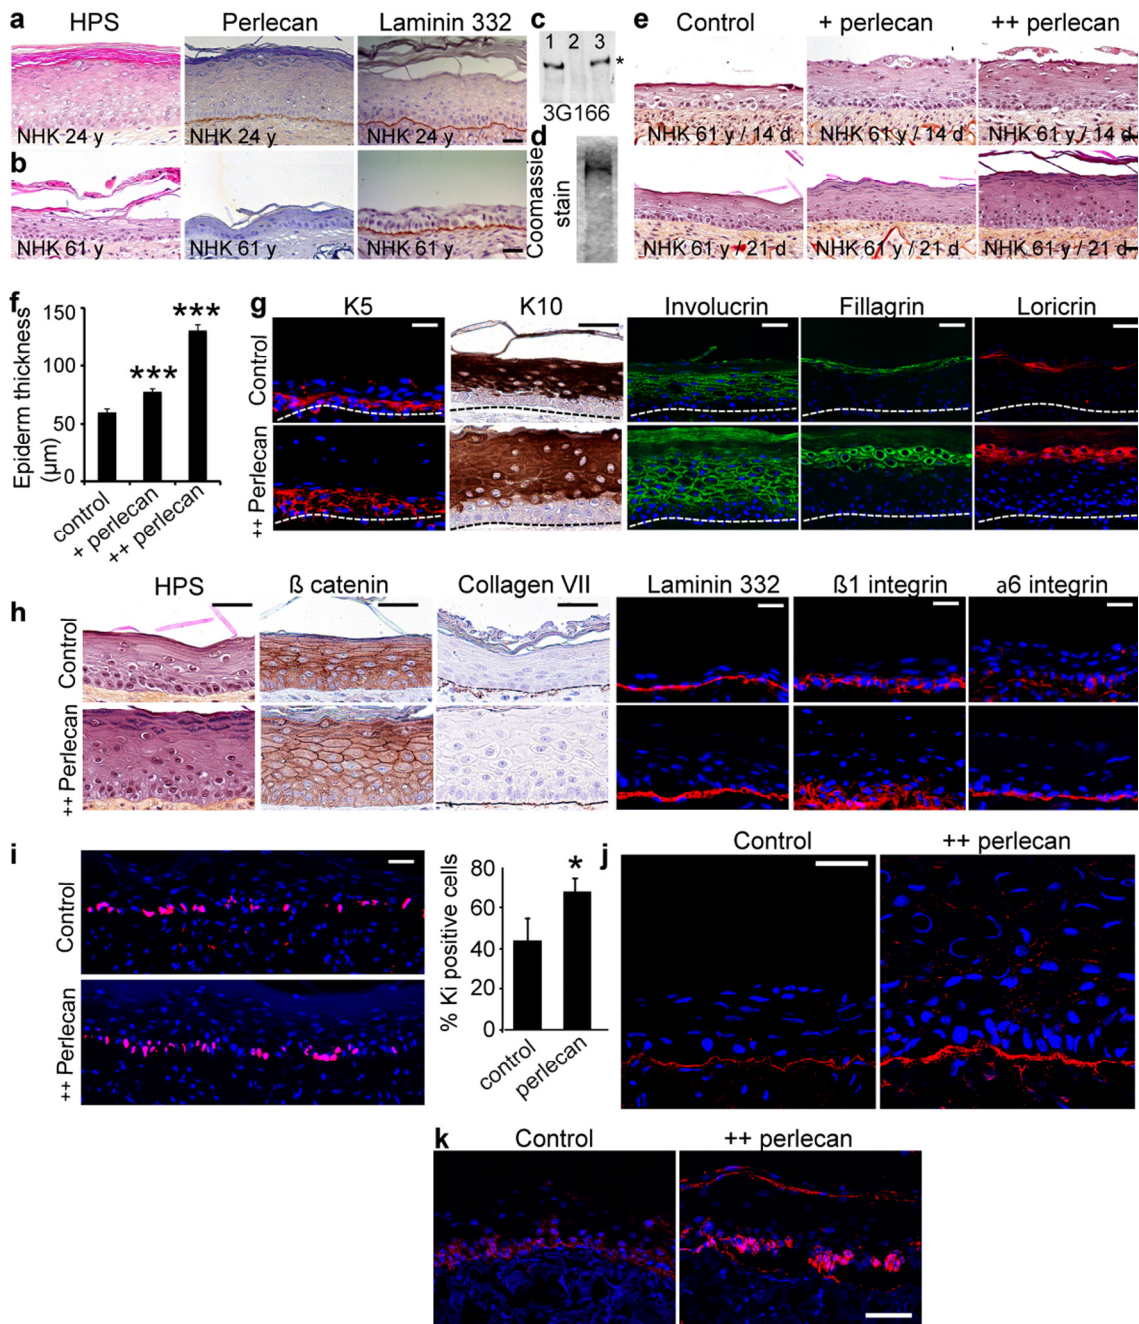 a
HPS
Perlecan
Laminin 332
NHK 24 y
NHK 24 y
NHK 24 y
b
NHK 61 y
NHK 61 y
NHK 61 y
c
1 2 3
*
3G166
d
Coomassie
stain
e
Control
+ perlecan
++ perlecan
NHK 61 y / 14 d
NHK 61 y / 14 d
NHK 61 y / 14 d
NHK 61 y / 21 d
NHK 61 y / 21 d
NHK 61 y / 21 d
f
Epiderm thickness
(µm)
150
100
50
0
***
***
control
+ perlecan
++ perlecan
g
K5
K10
Involucrin
Fillagrin
Loricrin
Control
++ Perlecan
h
HPS
ß catenin
Collagen VII
Laminin 332
ß1 integrin
a6 integrin
Control
++ Perlecan
i
Control
++ Perlecan
% Ki positive cells
80
60
40
20
0
*
control
perlecan
j
Control
++ perlecan
k
Control
++ perlecan